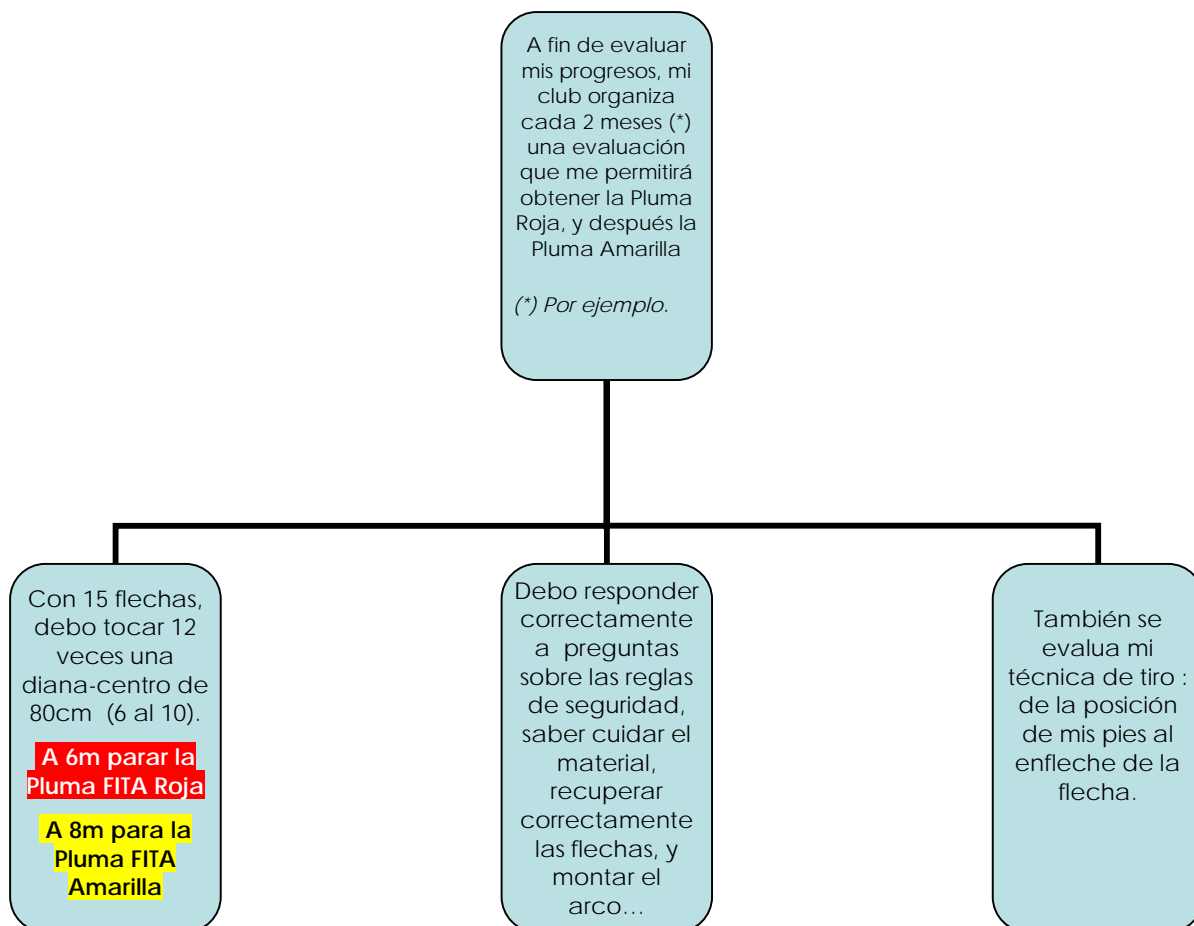 A fin de evaluar
mis progresos, mi
club organiza
cada 2 meses (*)
una evaluación
que me permitirá
obtener la Pluma
Roja, y después la
Pluma Amarilla
(*) Por ejemplo.
Con 15 flechas,
debo tocar 12
veces una
diana-centro de
80cm (6 al 10).
A 6m parar la
Pluma FITA Roja
A 8m para la
Pluma FITA
Amarilla
Debo responder
correctamente
a preguntas
sobre las reglas
de seguridad,
saber cuidar el
material,
recuperar
correctamente
las flechas, y
montar el
arco…
También se
evalua mi
técnica de tiro :
de la posición
de mis pies al
enfleche de la
flecha.